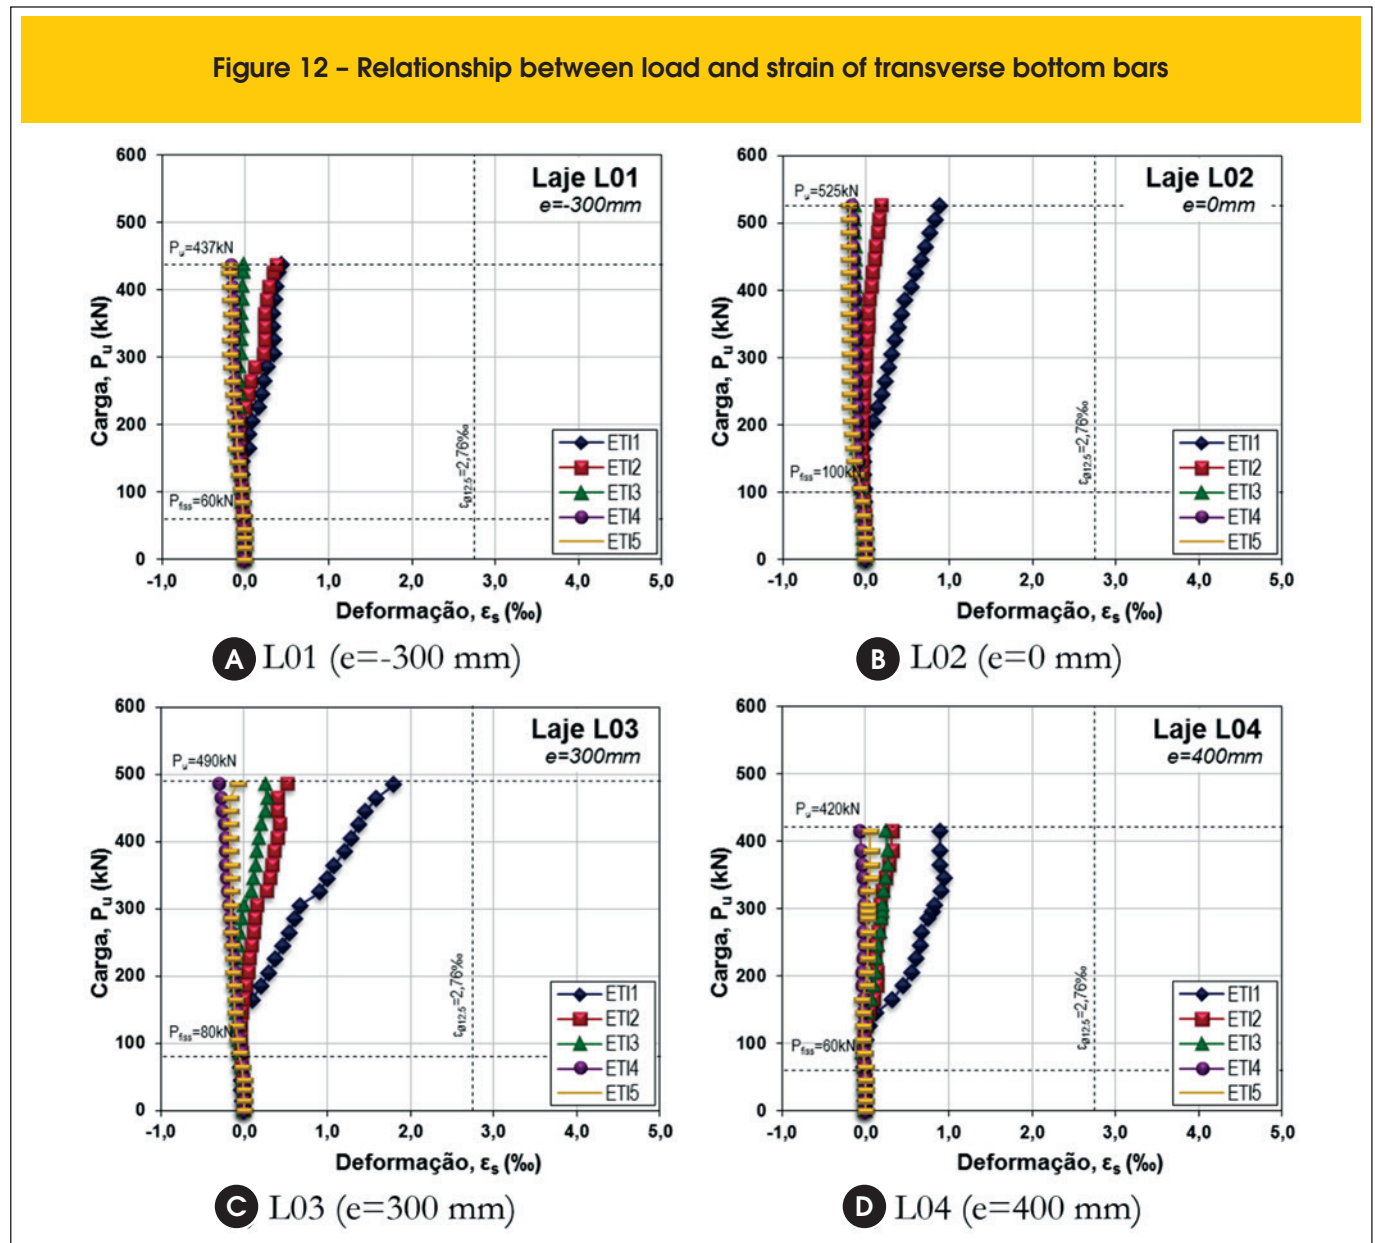 Figure 12 – Relationship between load and strain of transverse bottom bars
600
500
400
300
200
100
0
Carga, Pu (kN)
Laje L01
e=-300mm
Pu=437kN
Pfiss=60kN
εø12.5=2,76‰
ETI1
ETI2
ETI3
ETI4
ETI5
-1,0 0,0 1,0 2,0 3,0 4,0 5,0
Deformação, εs (‰)
A L01 (e=-300 mm)
600
500
400
300
200
100
0
Carga, Pu (kN)
Laje L02
e=0mm
Pu=525kN
Pfiss=100kN
εø12.5=2,76‰
ETI1
ETI2
ETI3
ETI4
ETI5
-1,0 0,0 1,0 2,0 3,0 4,0 5,0
Deformação, εs (‰)
B L02 (e=0 mm)
600
500
400
300
200
100
0
Carga, Pu (kN)
Laje L03
e=300mm
Pu=490kN
Pfiss=80kN
εø12.5=2,76‰
ETI1
ETI2
ETI3
ETI4
ETI5
-1,0 0,0 1,0 2,0 3,0 4,0 5,0
Deformação, εs (‰)
C L03 (e=300 mm)
600
500
400
300
200
100
0
Carga, Pu (kN)
Laje L04
e=400mm
Pu=420kN
Pfiss=60kN
εø12.5=2,76‰
ETI1
ETI2
ETI3
ETI4
ETI5
-1,0 0,0 1,0 2,0 3,0 4,0 5,0
Deformação, εs (‰)
D L04 (e=400 mm)